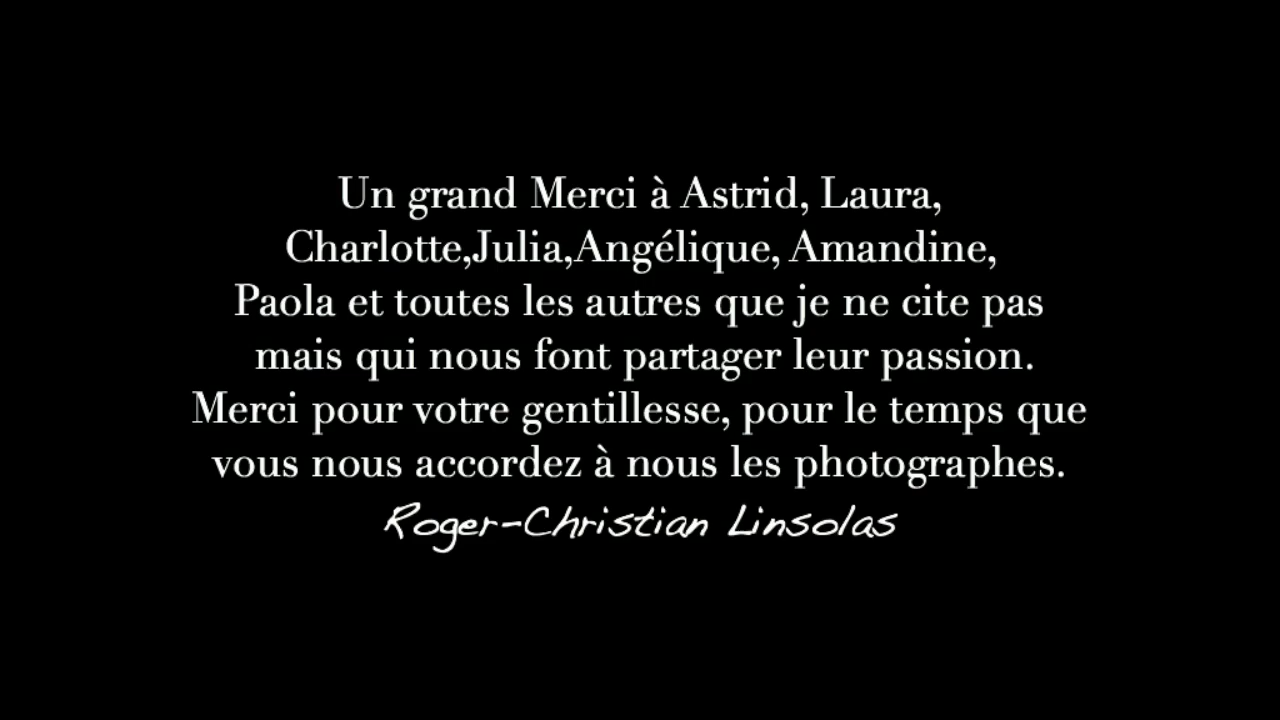 Un grand Merci à Astrid, Laura,
Charlotte,Julia,Angélique, Amandine,
Paola et toutes les autres que je ne cite pas
mais qui nous font partager leur passion.
Merci pour votre gentillesse, pour le temps que
vous nous accordez à nous les photographes.
Roger-Christian Linsolas